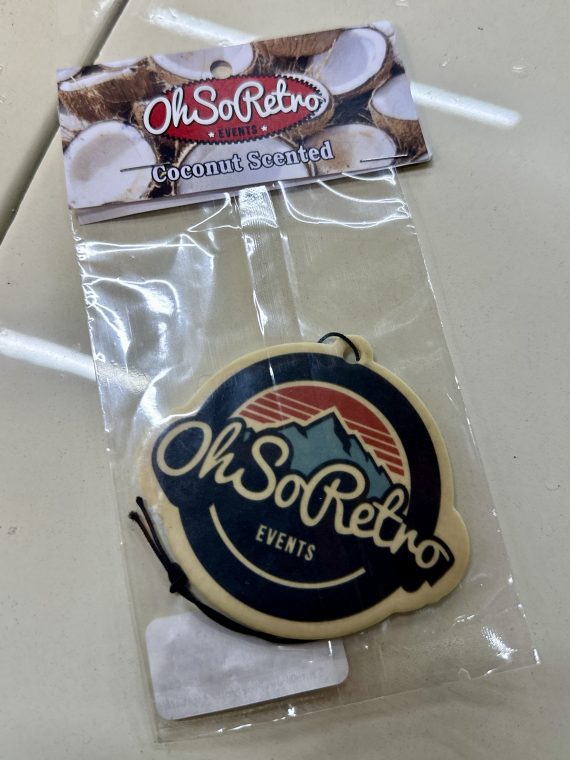 OhSoRetro
★ EVENTS ★
Coconut Scented
OhSoRetro
EVENTS